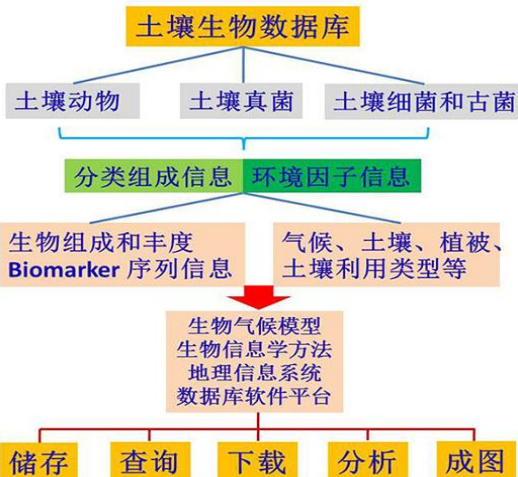 土壤生物数据库
土壤动物
土壤真菌
土壤细菌和古菌
分类组成信息
环境因子信息
生物组成和丰度
Biomarker 序列信息
气候、土壤、植被、
土壤利用类型等
生物气候模型
生物信息学方法
地理信息系统
数据库软件平台
储存
查询
下载
分析
成图